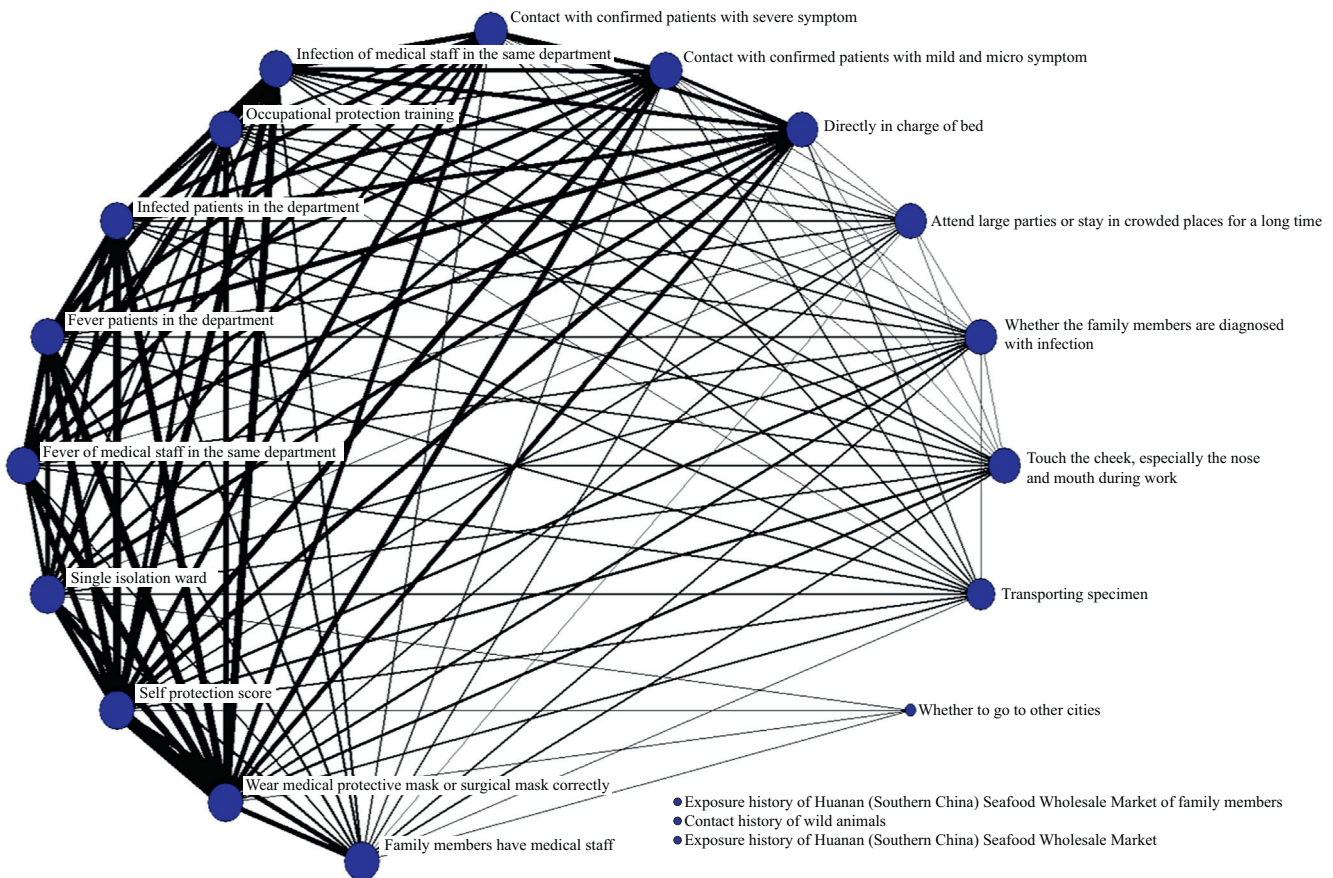 Contact with confirmed patients with severe symptom
Infection of medical staff in the same department
Contact with confirmed patients with mild and micro symptom
Occupational protection training
Directly in charge of bed
Infected patients in the department
Attend large parties or stay in crowded places for a long time
Fever patients in the department
Whether the family members are diagnosed
with infection
Fever of medical staff in the same department
Touch the cheek, especially the nose
and mouth during work
Single isolation ward
Transporting specimen
Self protection score
Whether to go to other cities
Wear medical protective mask or surgical mask correctly
Family members have medical staff
Exposure history of Huanan (Southern China) Seafood Wholesale Market of family members
Contact history of wild animals
Exposure history of Huanan (Southern China) Seafood Wholesale Market